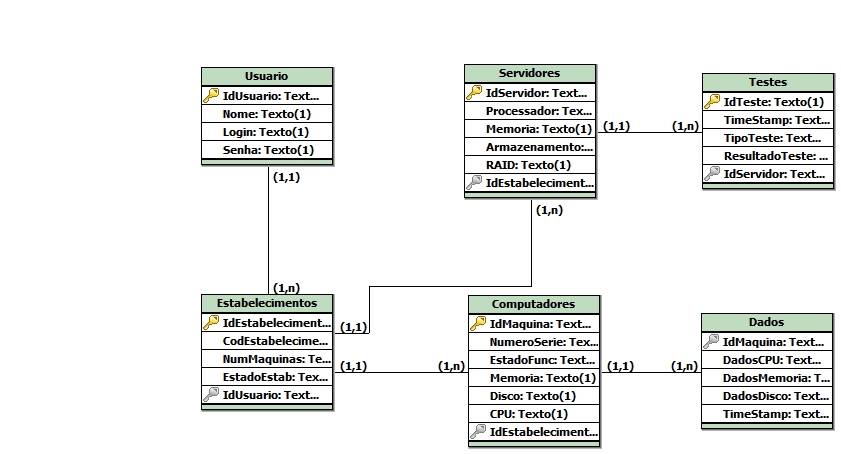 Usuario
IdUsuario: Text...
Nome: Texto(1)
Login: Texto(1)
Senha: Texto(1)
(1,1)
(1,n)
Servidores
IdServidor: Text...
Processador: Tex...
Memoria: Texto(1)
Armazenamento:...
RAID: Texto(1)
IdEstabeleciment...
(1,1)
(1,n)
(1,n)
Testes
IdTeste: Texto(1)
TimeStamp: Text...
TipoTeste: Text...
ResultadoTeste: ...
IdServidor: Text...
Estabelecimentos
IdEstabeleciment...
CodEstabelecime...
NumMaquinas: Te...
EstadoEstab: Tex...
IdUsuario: Text...
(1,1)
(1,1)
(1,n)
Computadores
IdMaquina: Text...
NumeroSerie: Tex...
EstadoFunc: Text...
Memoria: Texto(1)
Disco: Texto(1)
CPU: Texto(1)
IdEstabeleciment...
(1,1)
(1,n)
Dados
IdMaquina: Text...
DadosCPU: Text...
DadosMemoria: T...
DadosDisco: Text...
TimeStamp: Text...